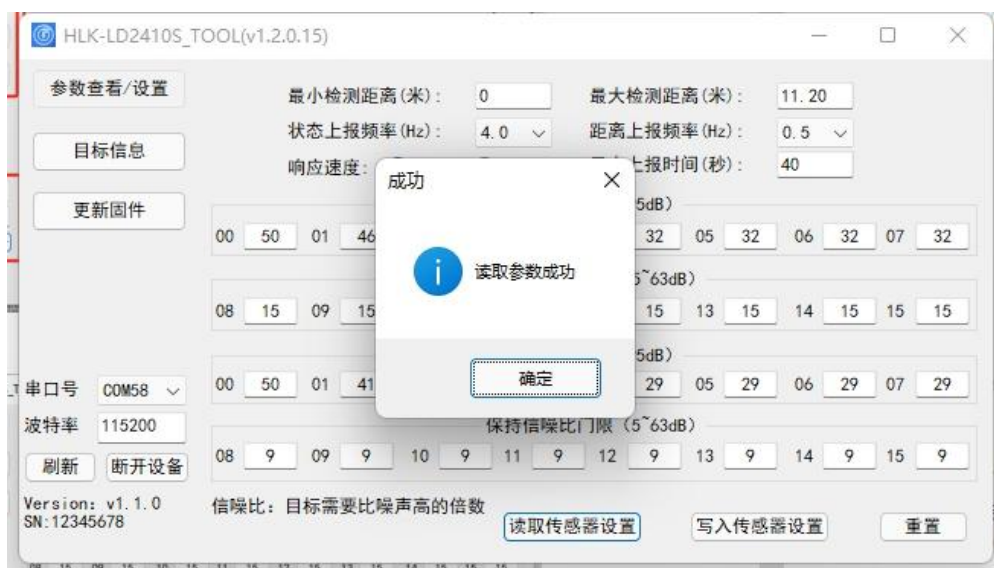 HLK-LD2410S_TOOL(v1.2.0.15)
参数查看/设置
最小检测距离(米): 0 最大检测距离(米): 11.20
状态上报频率(Hz): 4.0 距离上报频率(Hz): 0.5
目标信息
响应速度: 上报时间(秒): 40
成功
更新固件
5dB)
00 50 01 46 32 05 32 06 32 07 32
读取参数成功
5~63dB)
08 15 09 15 15 13 15 14 15 15 15
5dB)
确定
串口号 COM58
00 50 01 41 29 05 29 06 29 07 29
波特率 115200
保持信噪比门限 (5~63dB)
08 9 09 9 10 9 11 9 12 9 13 9 14 9 15 9
刷新 断开设备
Version: v1.1.0
SN:12345678
信噪比: 目标需要比噪声高的倍数
读取传感器设置 写入传感器设置 重置